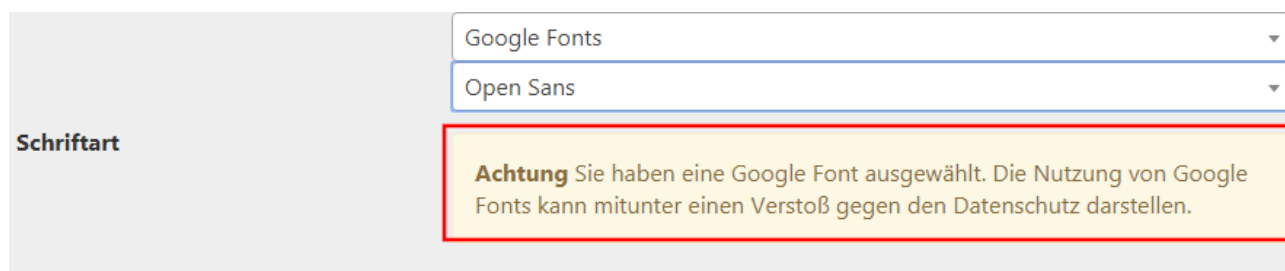 Google Fonts
Open Sans
Schriftart
Achtung Sie haben eine Google Font ausgewählt. Die Nutzung von Google
Fonts kann mitunter einen Verstoß gegen den Datenschutz darstellen.